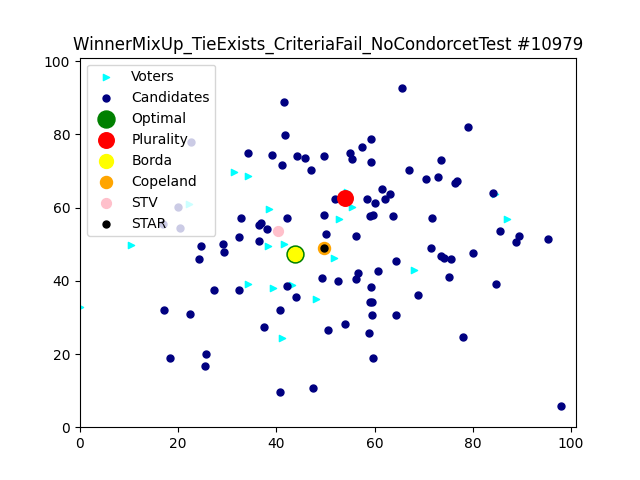 WinnerMixUp_TieExists_CriteriaFail_NoCondorcetTest #10979
100
80
60
40
20
0
Voters
Candidates
Optimal
Plurality
Borda
Copeland
STV
STAR
0 20 40 60 80 100